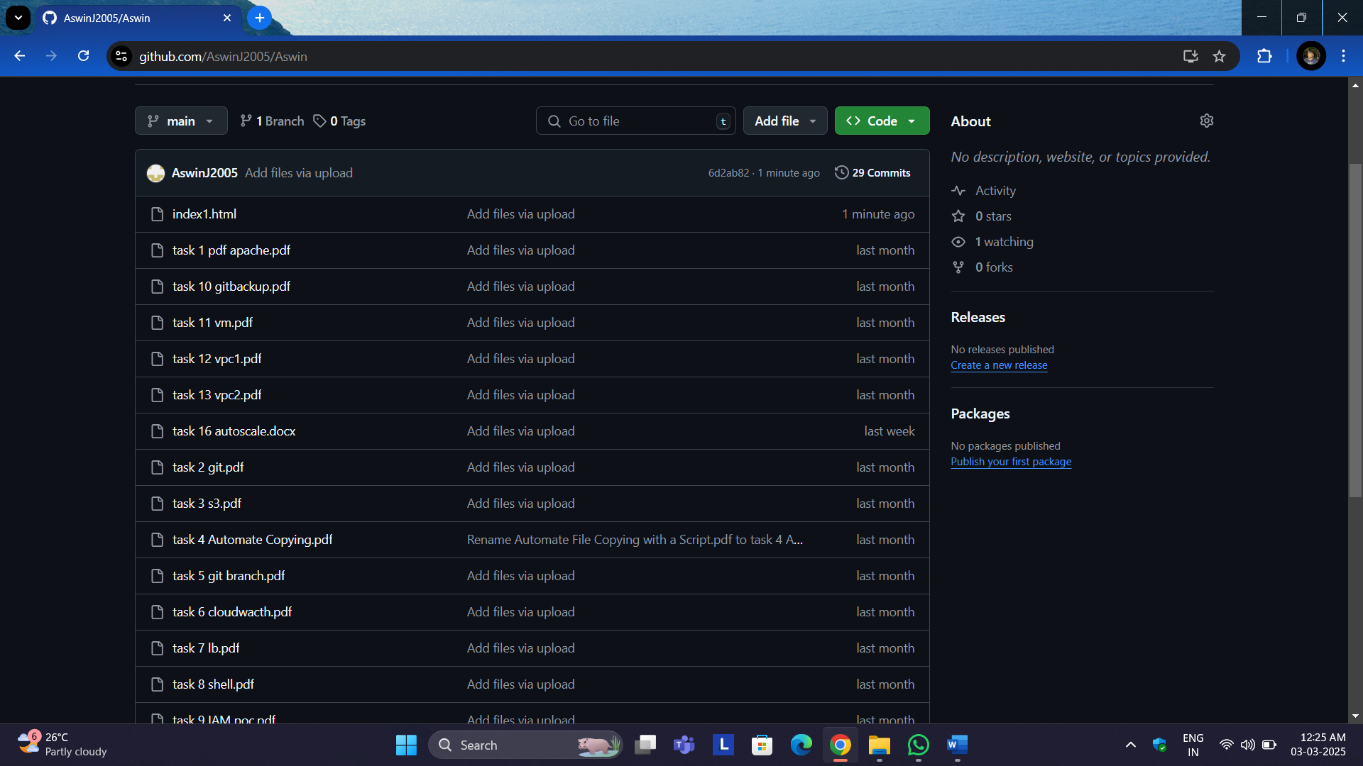 AswinJ2005/Aswin
github.com/AswinJ2005/Aswin
main
1 Branch
0 Tags
Go to file
t
Add file
Code
About
No description, website, or topics provided.
AswinJ2005 Add files via upload 6d2ab82 · 1 minute ago 29 Commits
index1.html Add files via upload 1 minute ago
task 1 pdf apache.pdf Add files via upload last month
task 10 gitbackup.pdf Add files via upload last month
task 11 vm.pdf Add files via upload last month
task 12 vpc1.pdf Add files via upload last month
task 13 vpc2.pdf Add files via upload last month
task 16 autoscale.docx Add files via upload last week
task 2 git.pdf Add files via upload last month
task 3 s3.pdf Add files via upload last month
task 4 Automate Copying.pdf Rename Automate File Copying with a Script.pdf to task 4 A... last month
task 5 git branch.pdf Add files via upload last month
task 6 cloudwacth.pdf Add files via upload last month
task 7 lb.pdf Add files via upload last month
task 8 shell.pdf Add files via upload last month
task 9 IAM poc.pdf Add files via upload last month
Activity
0 stars
1 watching
0 forks
Releases
No releases published
Create a new release
Packages
No packages published
Publish your first package
6
26°C
Partly cloudy
Search
L
ENG
IN
12:25 AM
03-03-2025